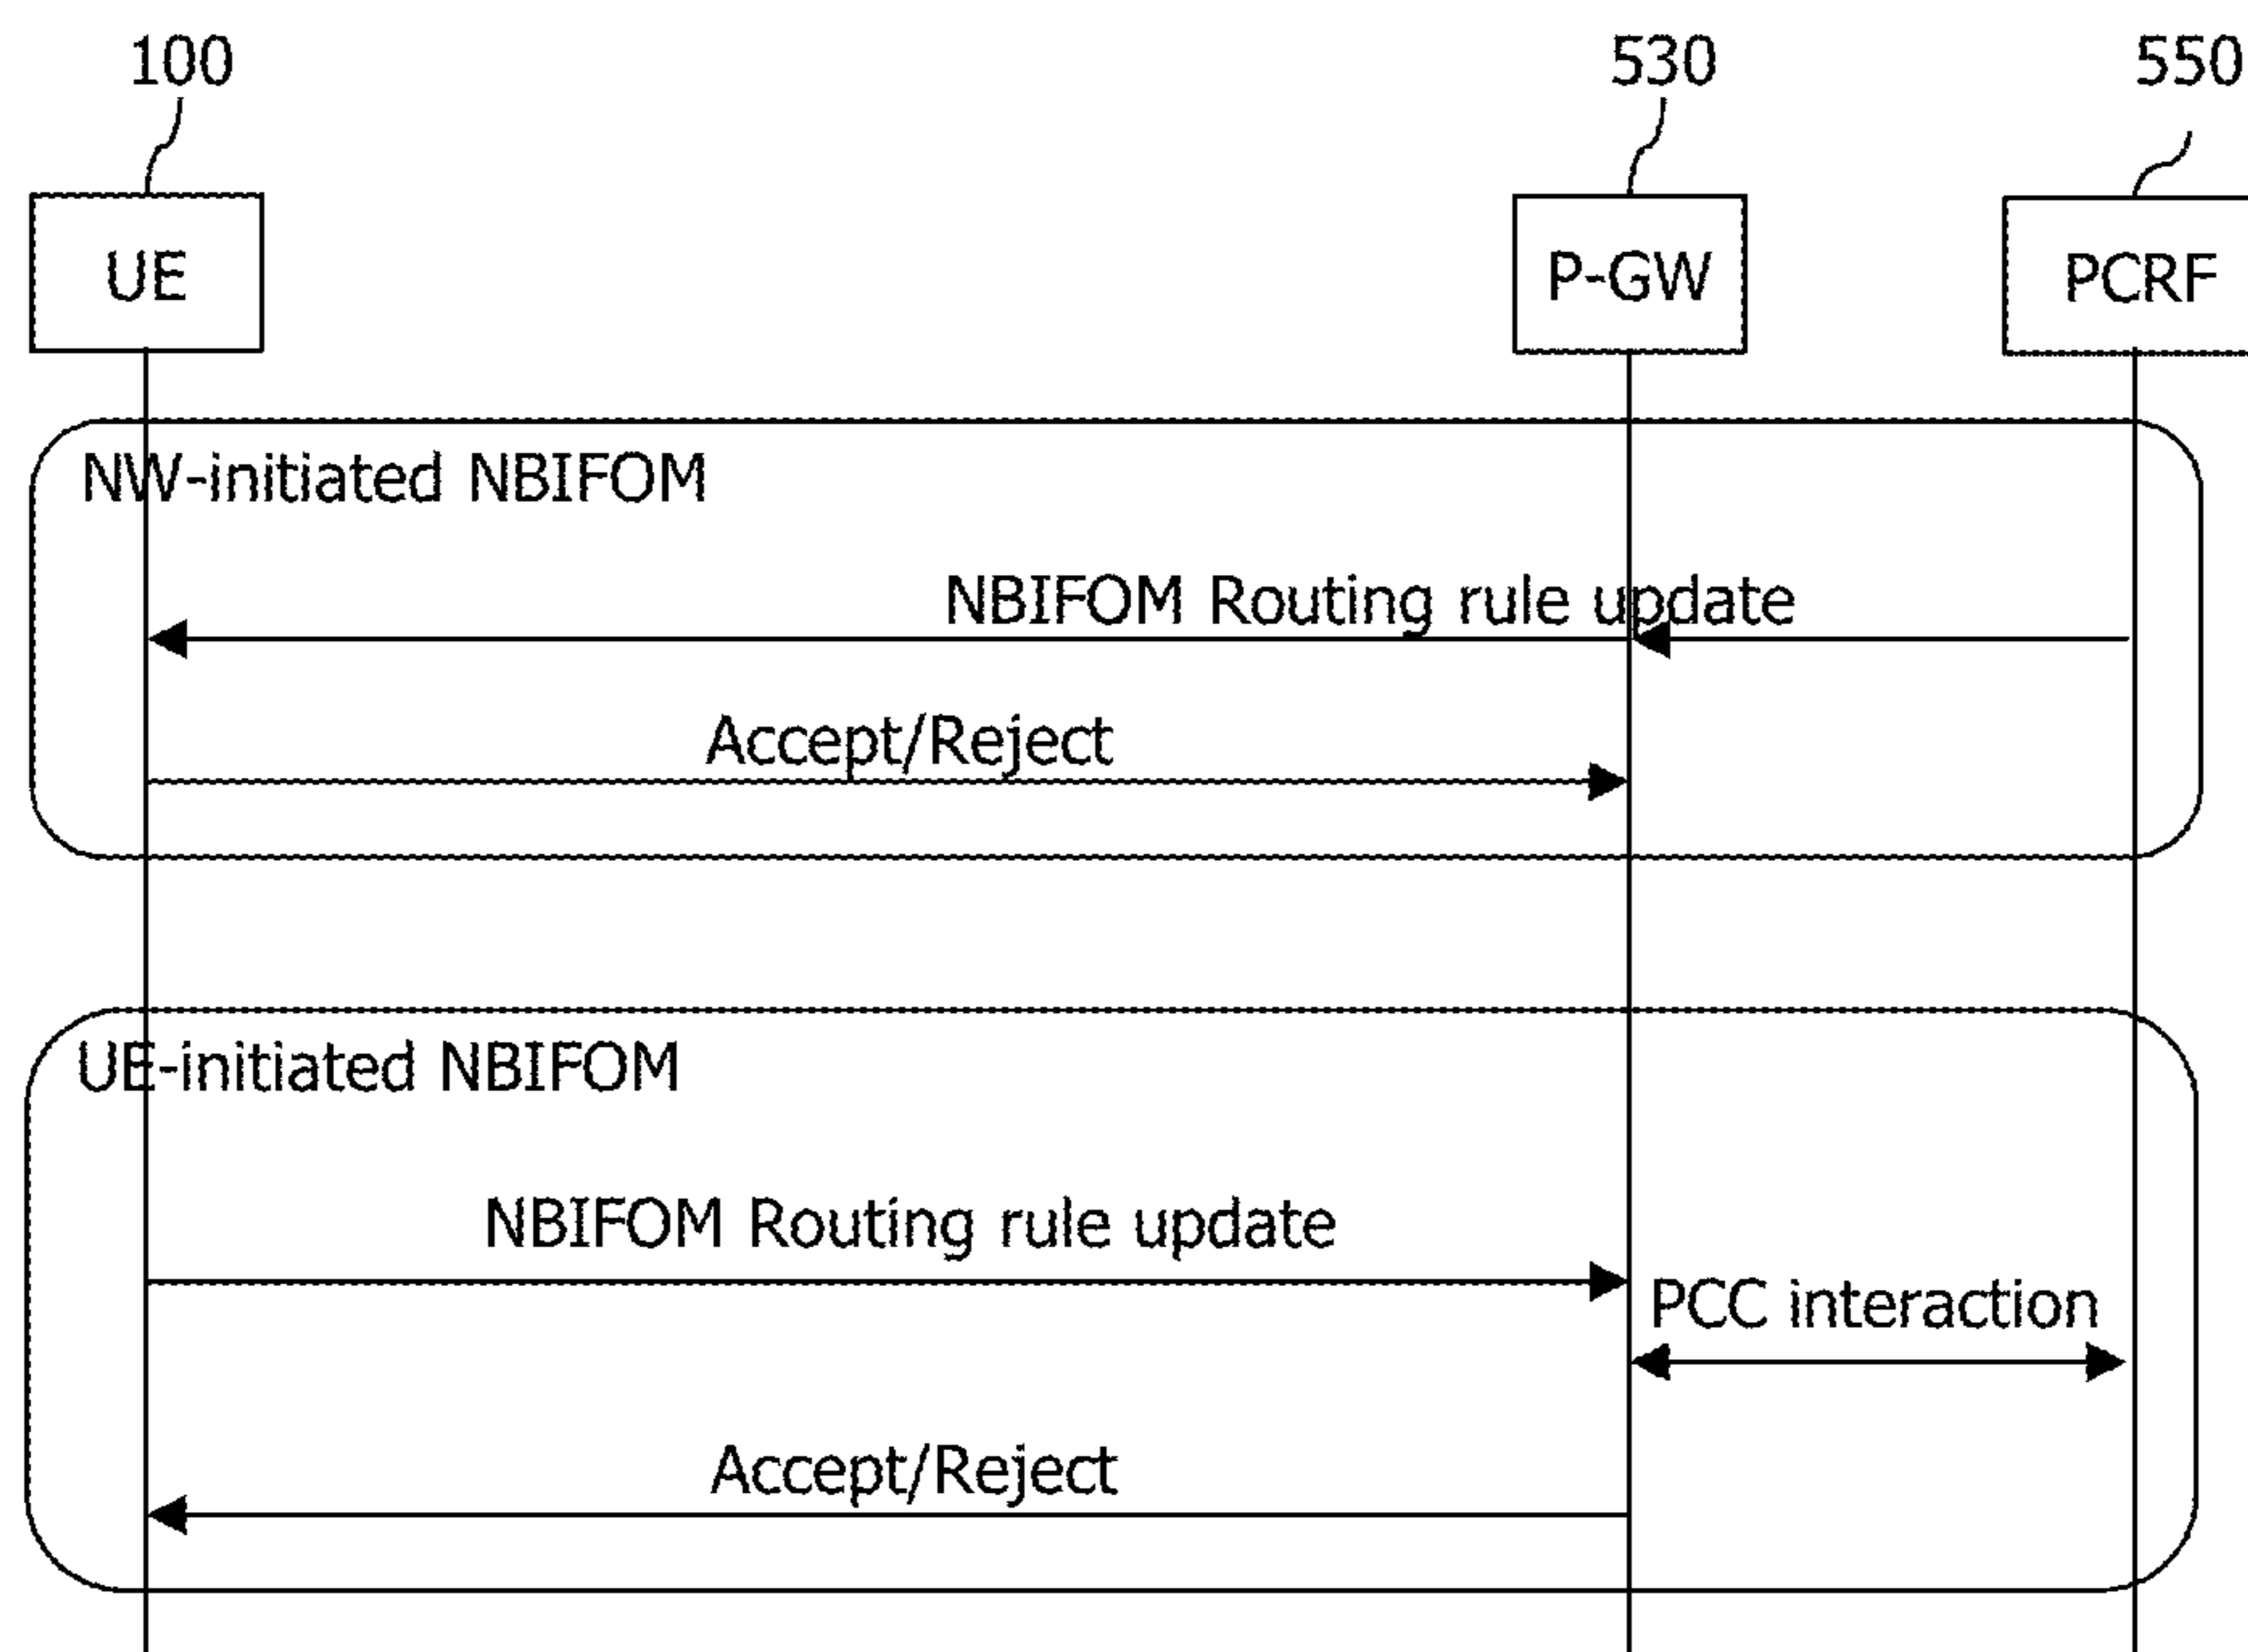 100
530
550
UE
P-GW
PCRF
NW-initiated NBIFOM
NBIFOM Routing rule update
Accept/Reject
UE-initiated NBIFOM
NBIFOM Routing rule update
PCC interaction
Accept/Reject